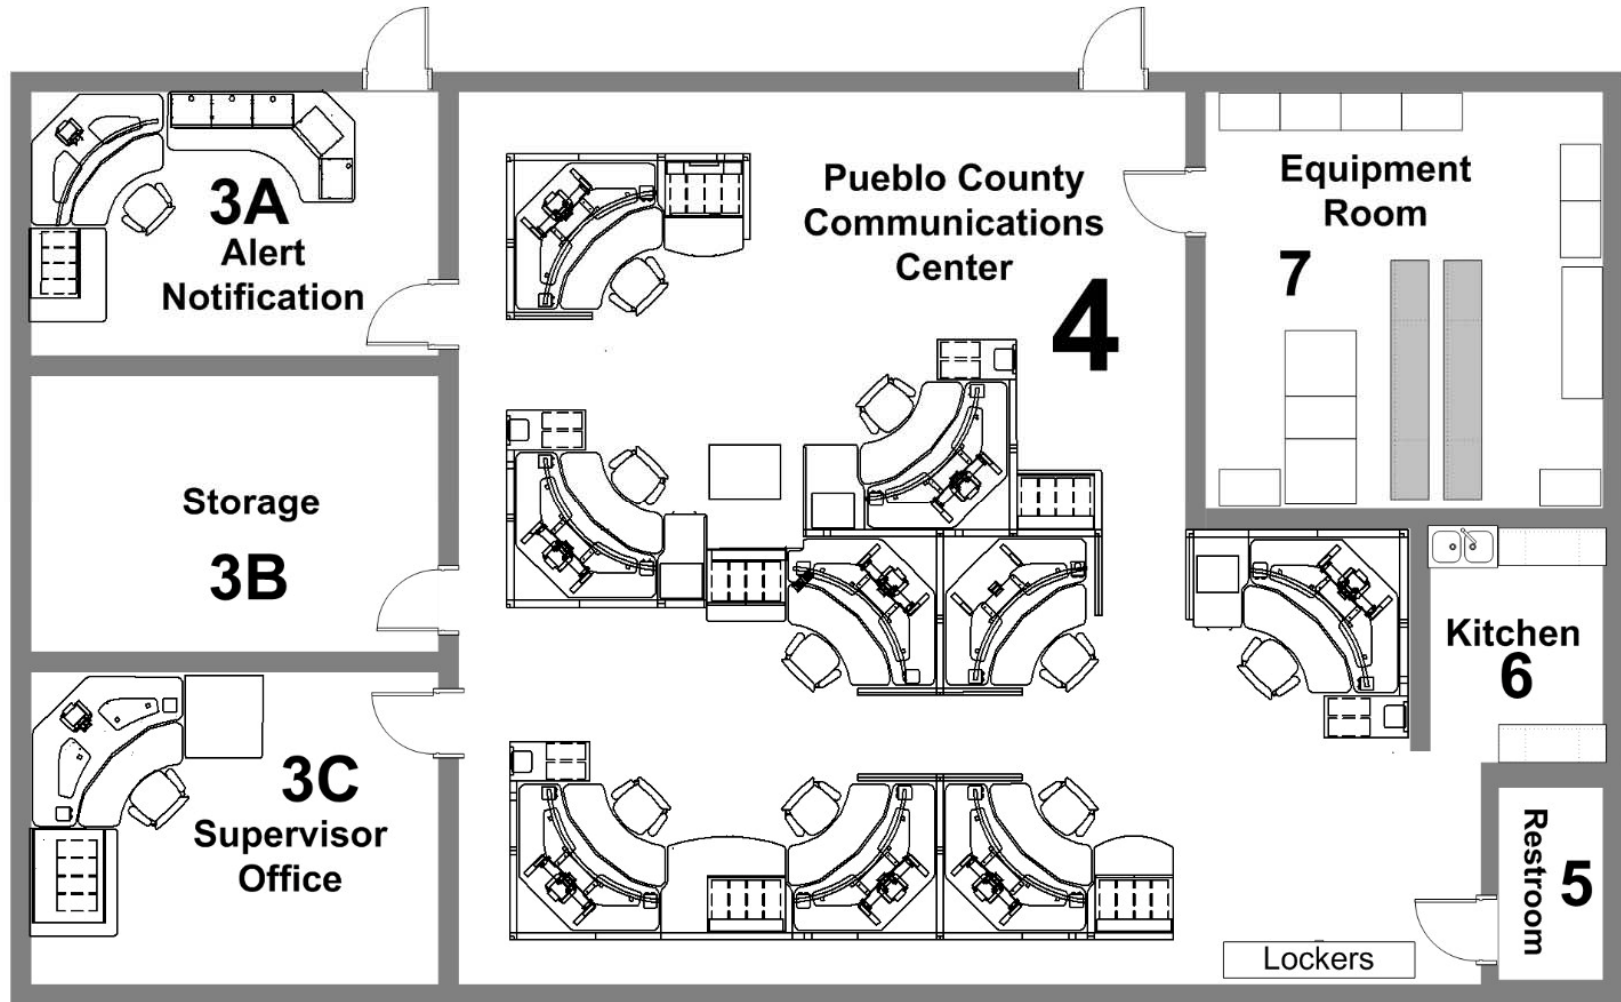 3A
Alert
Notification
Pueblo County
Communications
Center
4
Equipment
Room
7
Storage
3B
Kitchen
6
3C
Supervisor
Office
Restroom
5
Lockers